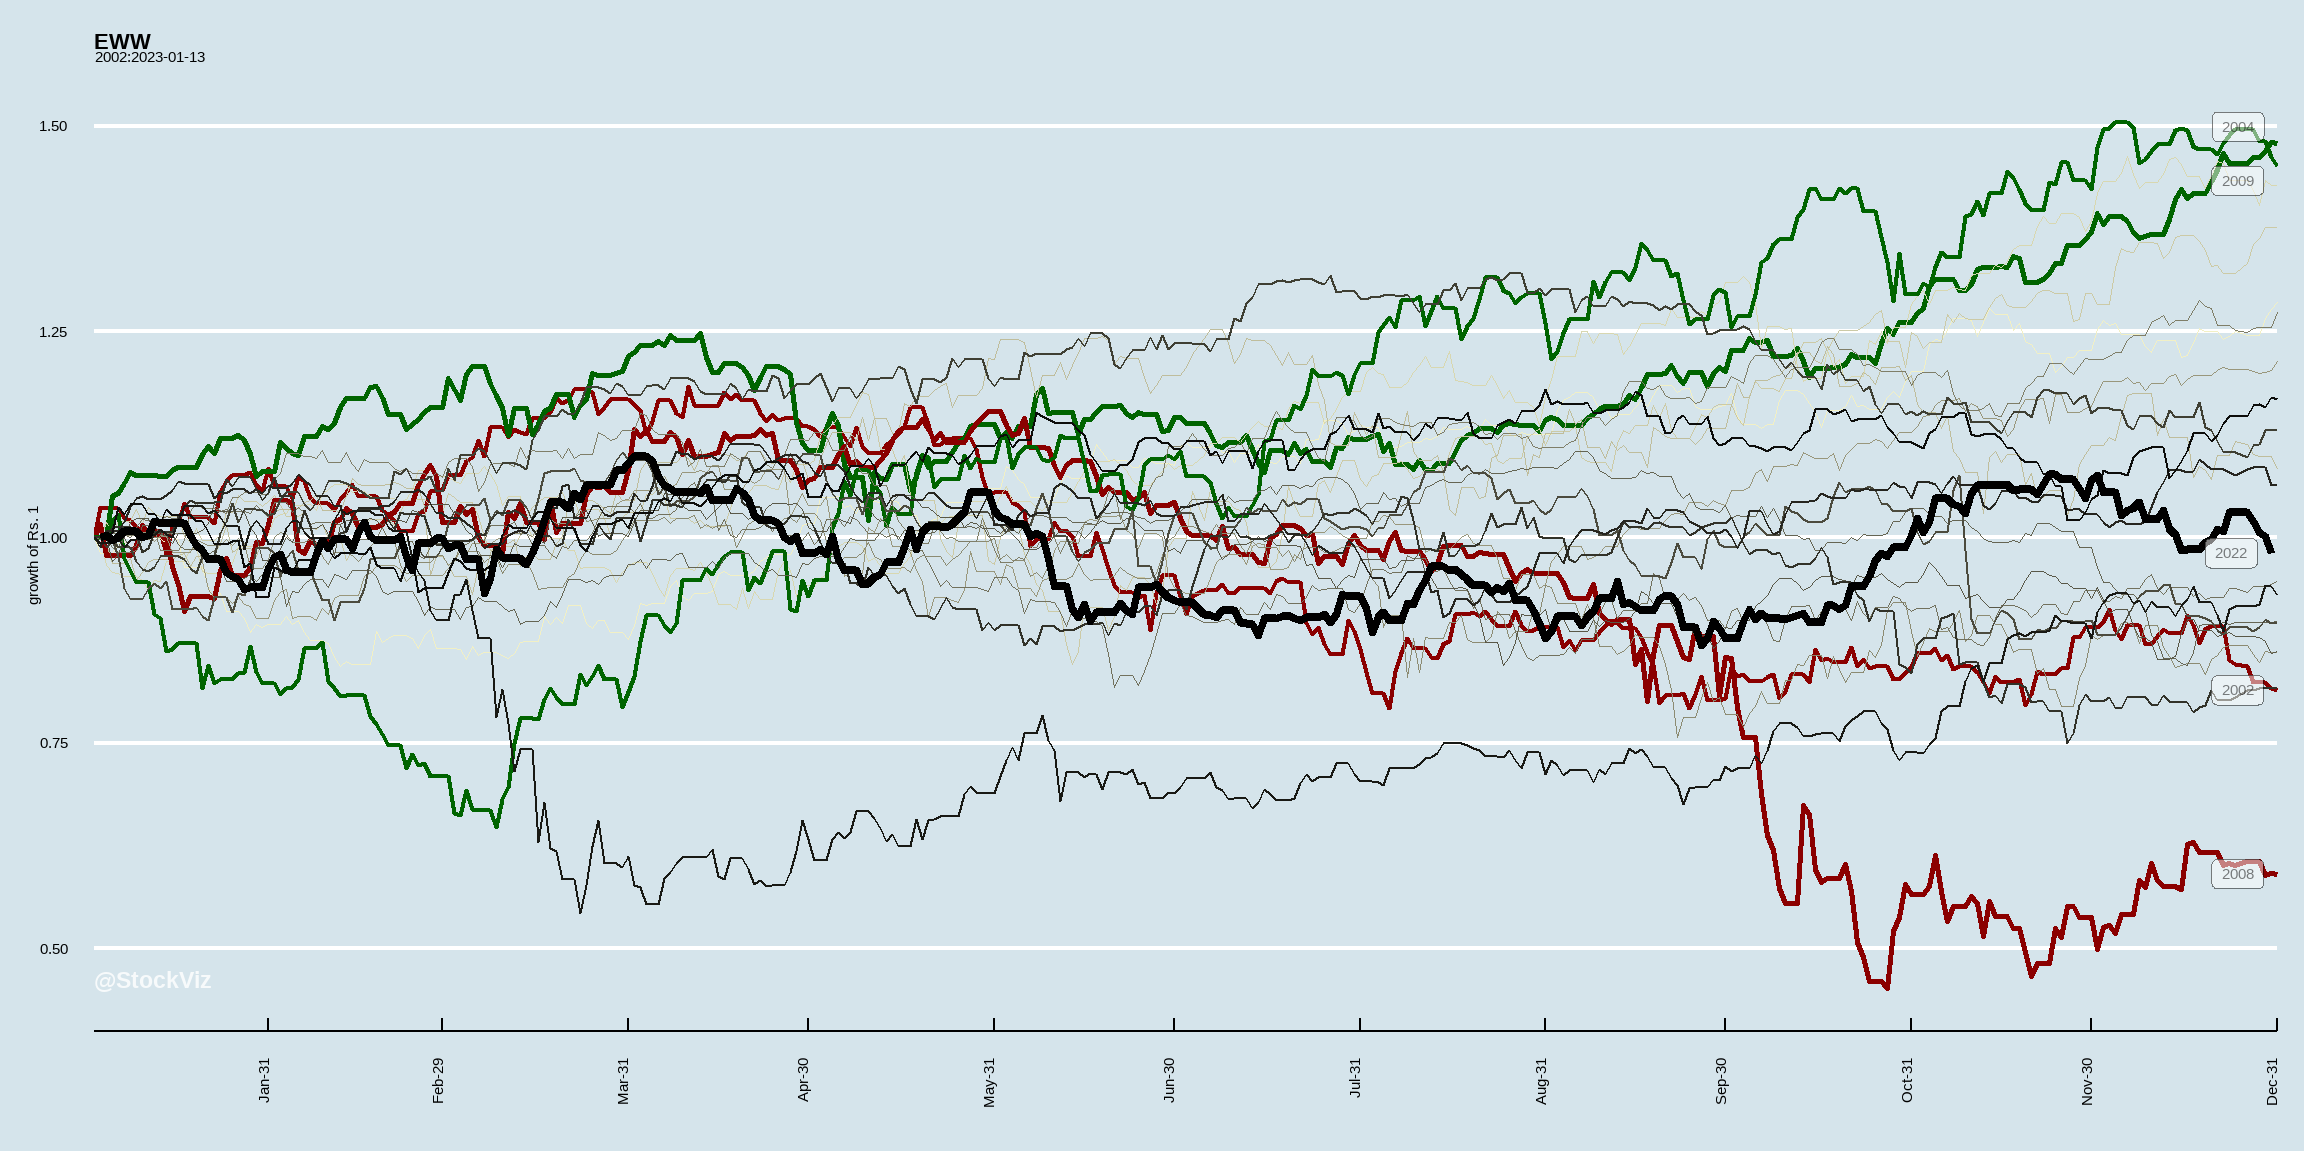 EWW
2002:2023-01-13
1.50
1.25
1.00
0.75
0.50
growth of Rs. 1
2004
2009
2022
2002
2008
@StockViz
Jan-31
Feb-29
Mar-31
Apr-30
May-31
Jun-30
Jul-31
Aug-31
Sep-30
Oct-31
Nov-30
Dec-31